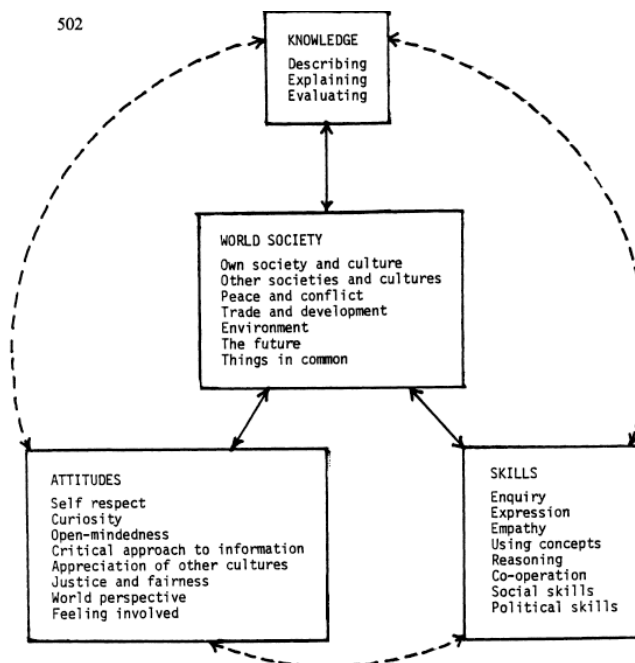 502
KNOWLEDGE
Describing
Explaining
Evaluating
WORLD SOCIETY
Own society and culture
Other societies and cultures
Peace and conflict
Trade and development
Environment
The future
Things in common
ATTITUDES
Self respect
Curiosity
Open-mindedness
Critical approach to information
Appreciation of other cultures
Justice and fairness
World perspective
Feeling involved
SKILLS
Enquiry
Expression
Empathy
Using concepts
Reasoning
Co-operation
Social skills
Political skills